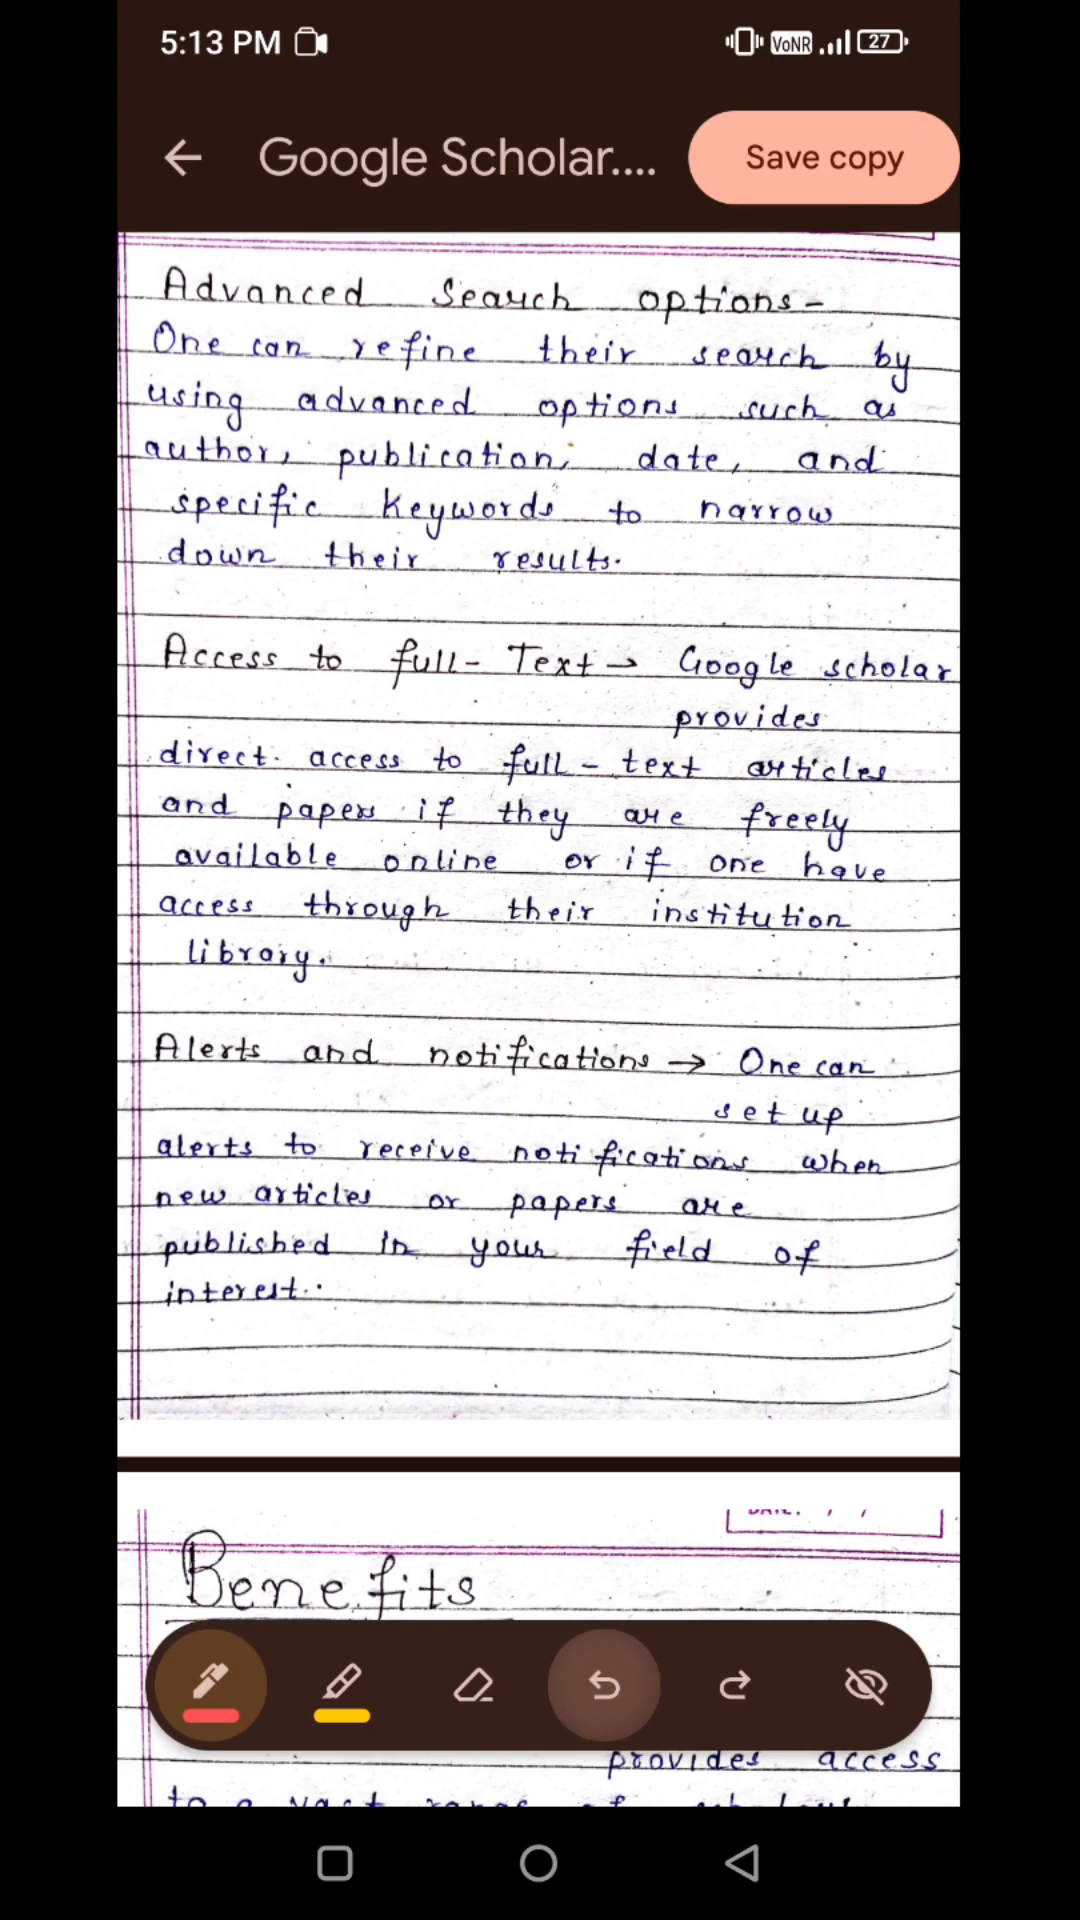 5:13 PM
VoNR
27
Google Scholar....
Save copy
Advanced Search options-
One can refine their search by
using advanced options such as
author, publication, date, and
specific keywords to narrow
down their results.
Access to full-Text → Google scholar
provides
direct access to full-text articles
and papers if they are freely
available online or if one have
access through their institution
library.
Alerts and notifications → One can
set up
alerts to receive notifications when
new articles or papers are
published in your field of
interest.
Benefits
provides access